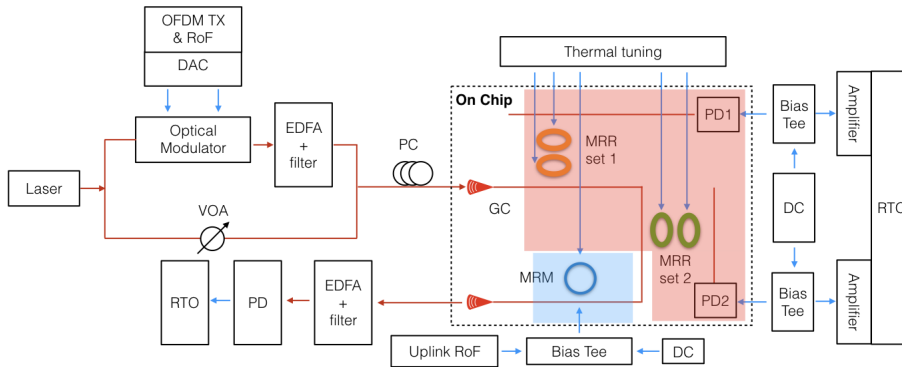 OFDM TX
& RoF
DAC
Thermal tuning
On Chip
PD1
Bias
Tee
Amplifier
Optical
Modulator
EDFA
+
filter
PC
MRR
set 1
Laser
GC
DC
RTO
VOA
MRM
MRR
set 2
RTO
PD
EDFA
+
filter
PD2
Bias
Tee
Amplifier
Uplink RoF
Bias Tee
DC